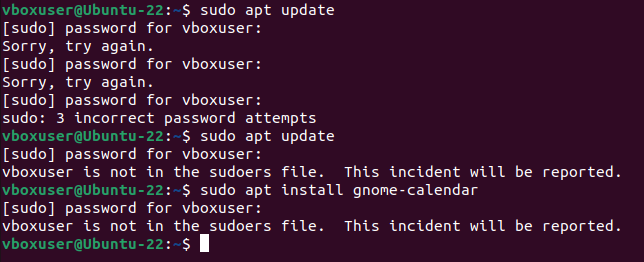 vboxuser@Ubuntu-22:~$ sudo apt update
[sudo] password for vboxuser:
Sorry, try again.
[sudo] password for vboxuser:
Sorry, try again.
[sudo] password for vboxuser:
sudo: 3 incorrect password attempts
vboxuser@Ubuntu-22:~$ sudo apt update
[sudo] password for vboxuser:
vboxuser is not in the sudoers file.  This incident will be reported.
vboxuser@Ubuntu-22:~$ sudo apt install gnome-calendar
[sudo] password for vboxuser:
vboxuser is not in the sudoers file.  This incident will be reported.
vboxuser@Ubuntu-22:~$